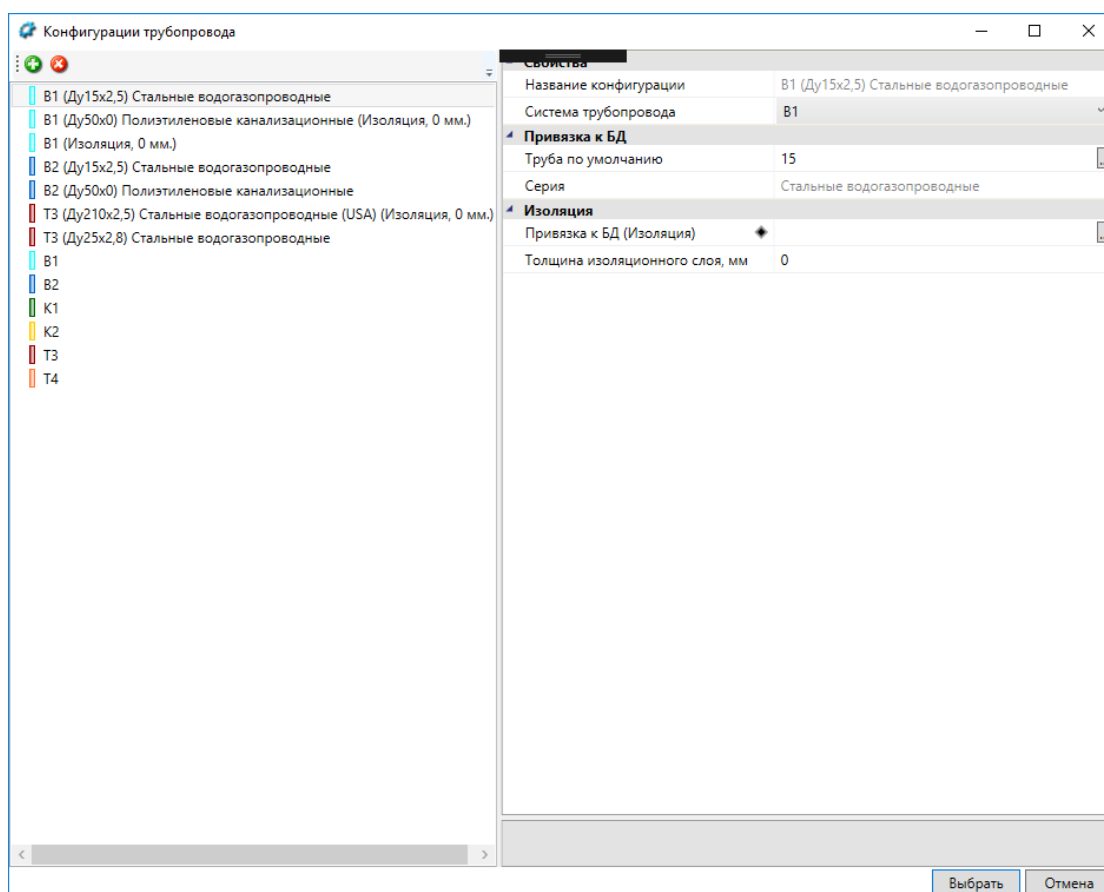 Конфигурации трубопровода
В1 (Ду15х2,5) Стальные водогазопроводные
В1 (Ду50х0) Полиэтиленовые канализационные (Изоляция, 0 мм.)
В1 (Изоляция, 0 мм.)
В2 (Ду15х2,5) Стальные водогазопроводные
В2 (Ду50х0) Полиэтиленовые канализационные
Т3 (Ду210х2,5) Стальные водогазопроводные (USA) (Изоляция, 0 мм.)
Т3 (Ду25х2,8) Стальные водогазопроводные
В1
В2
К1
К2
Т3
Т4
Свойства
Название конфигурации В1 (Ду15х2,5) Стальные водогазопроводные
Система трубопровода В1
Привязка к БД
Труба по умолчанию 15
Серия Стальные водогазопроводные
Изоляция
Привязка к БД (Изоляция)
Толщина изоляционного слоя, мм 0
Выбрать Отмена